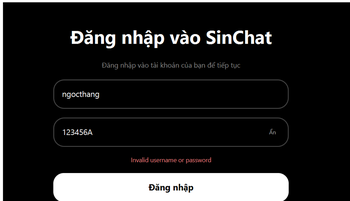 Đăng nhập vào SinChat
Đăng nhập vào tài khoản của bạn để tiếp tục
ngocthang
123456A
Ẩn
Invalid username or password
Đăng nhập